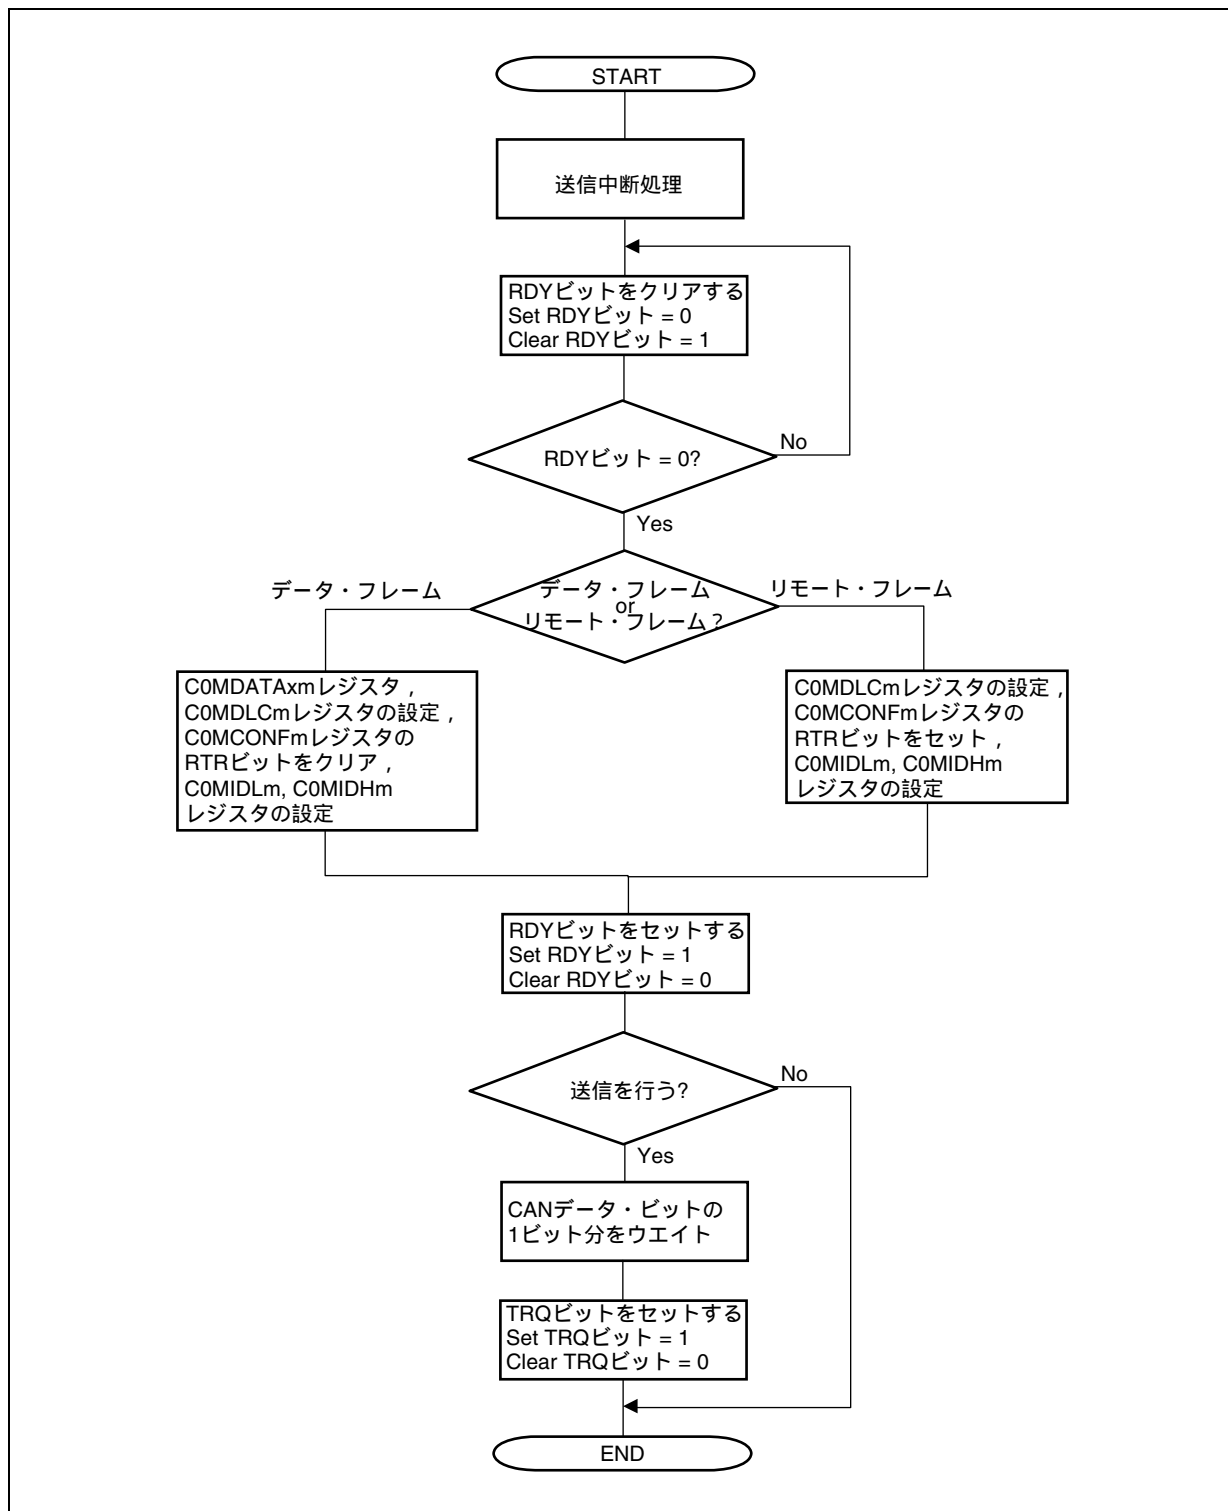 START
送信中断処理
RDYビットをクリアする
Set RDYビット = 0
Clear RDYビット = 1
RDYビット = 0?
No
Yes
データ・フレーム
データ・フレーム
or
リモート・フレーム？
リモート・フレーム
C0MDATAxmレジスタ，
C0MDLCmレジスタの設定，
C0MCONFmレジスタの
RTRビットをクリア，
C0MIDLm, C0MIDHm
レジスタの設定
C0MDLCmレジスタの設定，
C0MCONFmレジスタの
RTRビットをセット，
C0MIDLm, C0MIDHm
レジスタの設定
RDYビットをセットする
Set RDYビット = 1
Clear RDYビット = 0
送信を行う?
No
Yes
CANデータ・ビットの
1ビット分をウエイト
TRQビットをセットする
Set TRQビット = 1
Clear TRQビット = 0
END